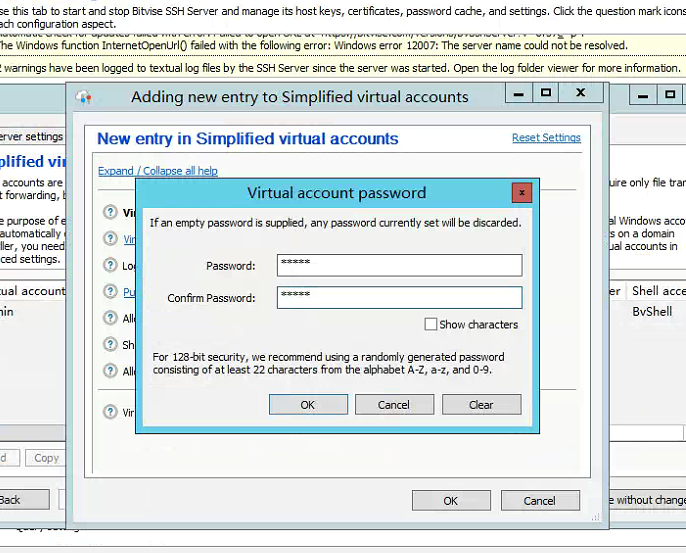 se this tab to start and stop Bitvise SSH Server and manage its host keys, certificates, password cache, and settings. Click the question mark icons
ach configuration aspect.
The Windows function InternetOpenUrl() failed with the following error: Windows error 12007: The server name could not be resolved.
2 warnings have been logged to textual log files by the SSH Server since the server was started. Open the log folder viewer for more information.
Adding new entry to Simplified virtual accounts
X
erver settings
New entry in Simplified virtual accounts
Reset Settings
plified vi
Expand / Collapse all help
accounts are
uire only file tran
t forwarding, b
Virtual account password
x
e purpose of e
al Windows acco
automatically
s on a domain
ller, you need
ual accounts in
ced settings.
If an empty password is supplied, any password currently set will be discarded.
? Vi
? Vir
? Lo
Password: *****
? Pu
Confirm Password: *****
tual account
er Shell acce
min
BvShell
? All
Show characters
? Sh
For 128-bit security, we recommend using a randomly generated password
consisting of at least 22 characters from the alphabet A-Z, a-z, and 0-9.
? All
OK Cancel Clear
? Vir
d Copy
Back
OK Cancel
e without change